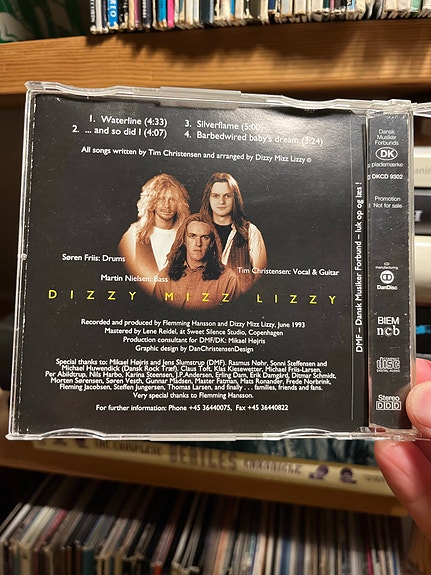 1. Waterline (4:33)
2. ... and so did I (4:07)
3. Silverflame (5:00)
4. Barbedwired baby's dream (3:24)
All songs written by Tim Christensen and arranged by Dizzy Mizz Lizzy ©
Søren Friis: Drums
Tim Christensen: Vocal & Guitar
Martin Nielsen: Bass
DIZZY MIZZ LIZZY
Recorded and produced by Flemming Hansson and Dizzy Mizz Lizzy, June 1993
Mastered by Lene Reidel, at Sweet Silence Studio, Copenhagen
Production consultant for DMF/DK: Mikael Højris
Graphic design by DanChristensenDesign
Special thanks to: Mikael Højris and Jens Slumstrup (DMF), Rasmus Nøhr, Sonni Steffensen and
Michael Huwendick (Dansk Rock Træf), Claus Toft, Klas Kiesewetter, Michael Friis-Larsen,
Per Abildtrup, Nils Harbo, Karina Steensen, J.P.Andersen, Erling Dam, Erik Damgård, Ditmar Schmidt,
Morten Sørensen, Søren Vesth, Gunnar Madsen, Master Fatman, Mats Ronander, Frede Norbrink,
Flemming Jacobsen, Steffen Jungersen, Thomas Larsen, and finally . . . families, friends and fans.
Very special thanks to Flemming Hansson.
For further information: Phone +45 36440075, Fax +45 36440822
DMF – Dansk Musiker Forbund – luk op og læs !
Dansk
Musiker
Forbunds
DK
plademærke
DKCD 9302
Promotion
Not for sale
CD
manufacturing
DanDisc
BIEM
ncb
COMPACT
disc
DIGITAL AUDIO
Stereo
DDD
BEATLES